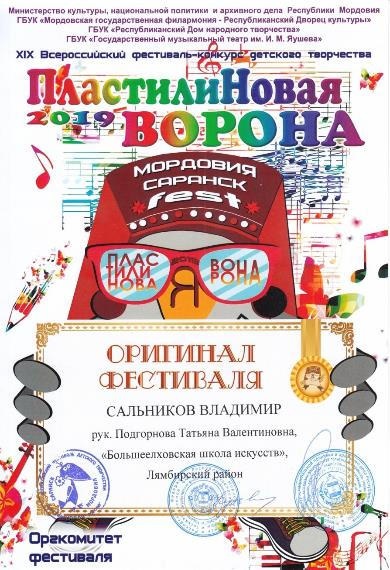 Министерство культуры, национальной политики и архивного дела Республики Мордовия
ГБУК «Мордовская государственная филармония - Республиканский Дворец культуры»
ГБУК «Республиканский Дом народного творчества»
ГБУК «Государственный музыкальный театр им. И. М. Яушева»
XIX Всероссийский фестиваль-конкурс детского творчества
ПластилиНовая
2019 ВОРОНА
МОРДОВИЯ
САРАНСК
fest
ПЛАС
ТИЛИ
НОВА
Я
ВОРОНА
ОРИГИНАЛ
ФЕСТИВАЛЯ
САЛЬНИКОВ ВЛАДИМИР
рук. Подгорнова Татьяна Валентиновна,
«Большеелховская школа искусств»,
Лямбирский район
Оргкомитет
фестиваля